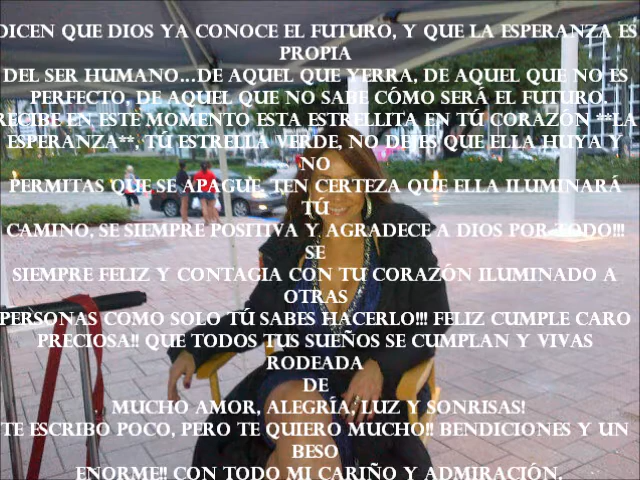 DICEN QUE DIOS YA CONOCE EL FUTURO, Y QUE LA ESPERANZA ES
PROPIA
DEL SER HUMANO...DE AQUEL QUE YERRA, DE AQUEL QUE NO ES
PERFECTO, DE AQUEL QUE NO SABE CÓMO SERÁ EL FUTURO.
RECIBE EN ESTE MOMENTO ESTA ESTRELLITA EN TÚ CORAZÓN **LA
ESPERANZA**, TÚ ESTRELLA VERDE, NO DEJES QUE ELLA HUYA Y
NO
PERMITAS QUE SE APAGUE. TEN CERTEZA QUE ELLA ILUMINARÁ
TÚ
CAMINO, SE SIEMPRE POSITIVA Y AGRADECE A DIOS POR TODO!!!
SE
SIEMPRE FELIZ Y CONTAGIA CON TU CORAZÓN ILUMINADO A
OTRAS
PERSONAS COMO SOLO TÚ SABES HACERLO!!! FELIZ CUMPLE CARO
PRECIOSA!! QUE TODOS TUS SUEÑOS SE CUMPLAN Y VIVAS
RODEADA
DE
MUCHO AMOR, ALEGRÍA, LUZ Y SONRISAS!
TE ESCRIBO POCO, PERO TE QUIERO MUCHO!! BENDICIONES Y UN
BESO
ENORME!! CON TODO MI CARIÑO Y ADMIRACIÓN.